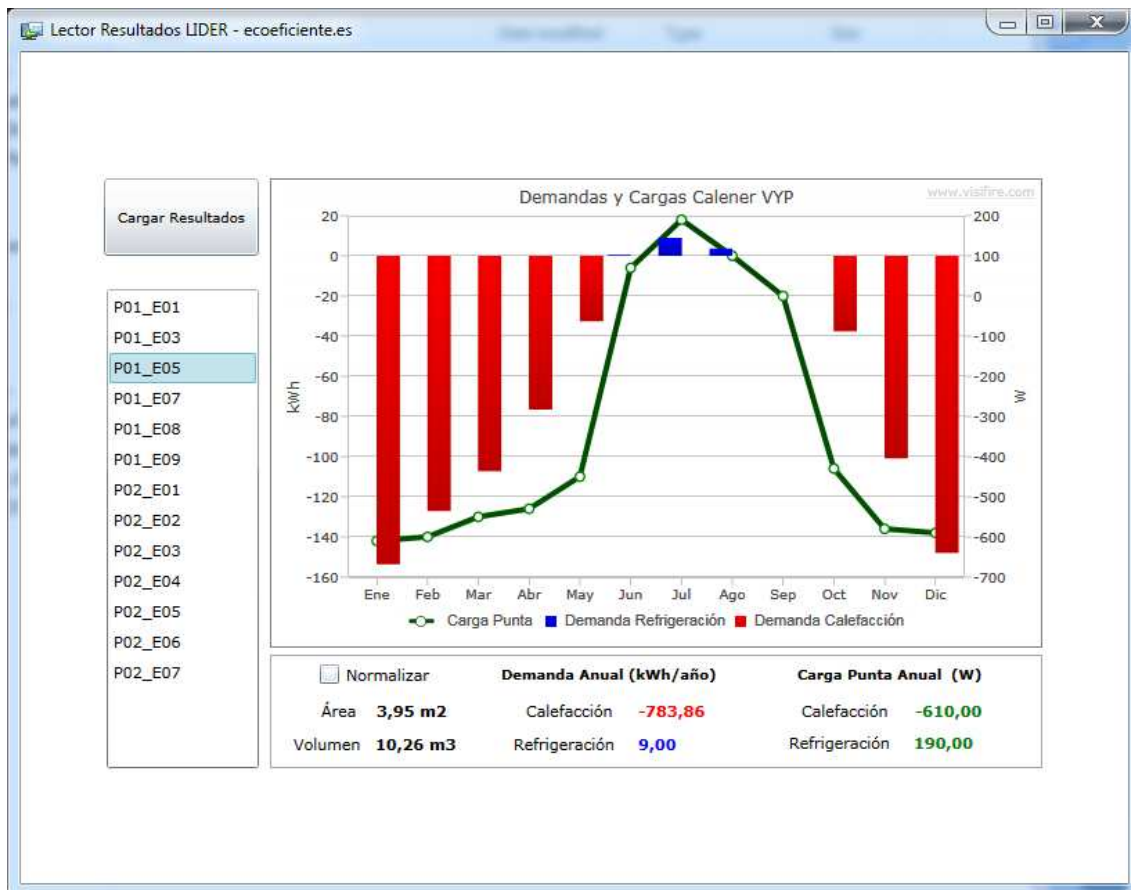 Lector Resultados LIDER - ecoeficiente.es
Cargar Resultados
P01_E01
P01_E03
P01_E05
P01_E07
P01_E08
P01_E09
P02_E01
P02_E02
P02_E03
P02_E04
P02_E05
P02_E06
P02_E07
Demandas y Cargas Calener VYP
www.visifire.com
kWh
20
0
-20
-40
-60
-80
-100
-120
-140
-160
200
100
0
-100
-200
-300
-400
-500
-600
-700
W
Ene Feb Mar Abr May Jun Jul Ago Sep Oct Nov Dic
Carga Punta Demanda Refrigeración Demanda Calefacción
Normalizar Demanda Anual (kWh/año) Carga Punta Anual (W)
Área 3,95 m2 Calefacción -783,86 Calefacción -610,00
Volumen 10,26 m3 Refrigeración 9,00 Refrigeración 190,00